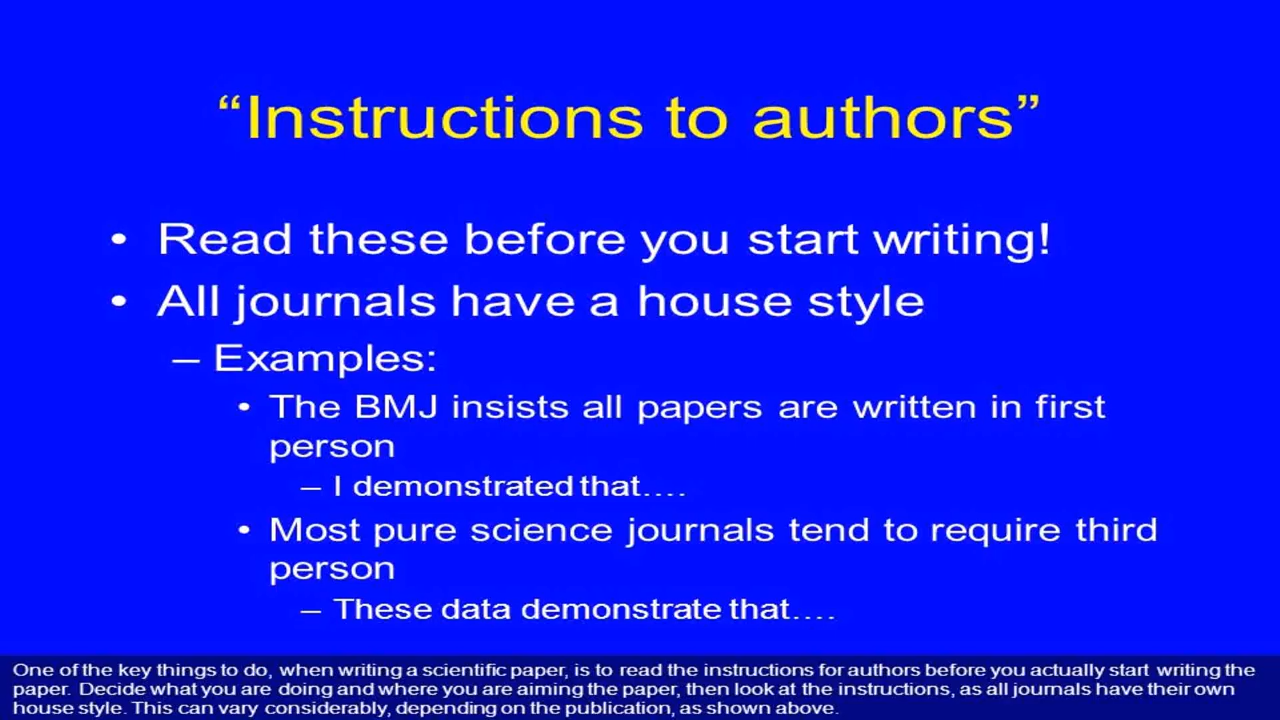 “Instructions to authors”
• Read these before you start writing!
• All journals have a house style
– Examples:
• The BMJ insists all papers are written in first
person
– I demonstrated that….
• Most pure science journals tend to require third
person
– These data demonstrate that….
One of the key things to do, when writing a scientific paper, is to read the instructions for authors before you actually start writing the
paper. Decide what you are doing and where you are aiming the paper, then look at the instructions, as all journals have their own
house style. This can vary considerably, depending on the publication, as shown above.